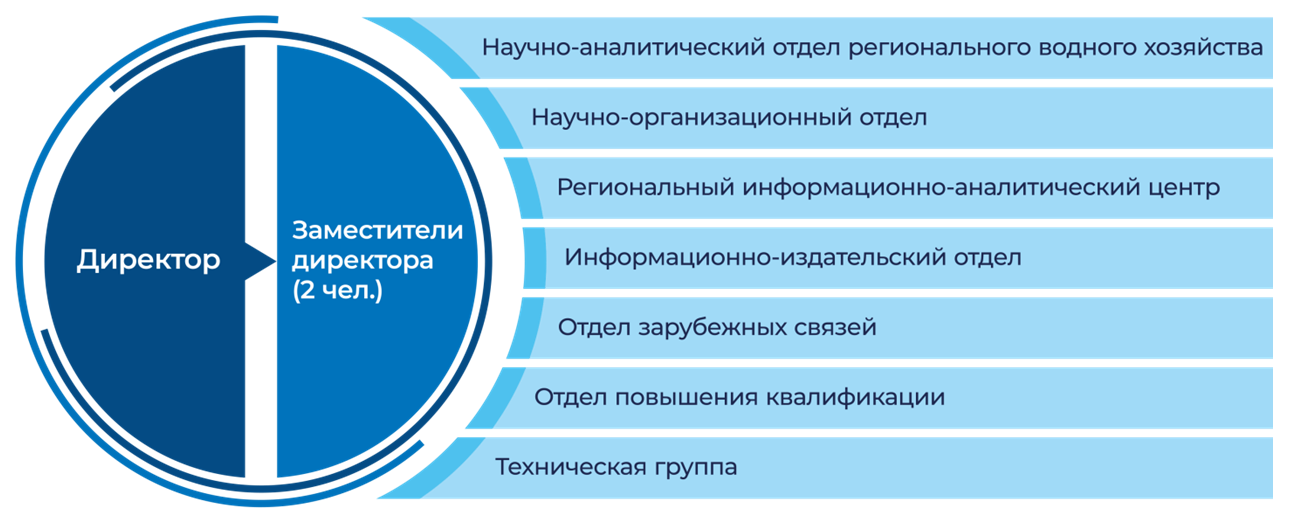 Директор
Заместители
директора
(2 чел.)
Научно-аналитический отдел регионального водного хозяйства
Научно-организационный отдел
Региональный информационно-аналитический центр
Информационно-издательский отдел
Отдел зарубежных связей
Отдел повышения квалификации
Техническая группа